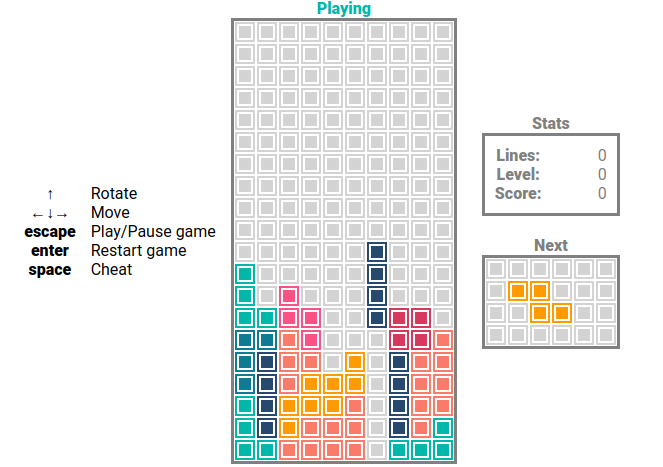 Playing
↑ Rotate
←↓→ Move
escape Play/Pause game
enter Restart game
space Cheat
Stats
Lines: 0
Level: 0
Score: 0
Next